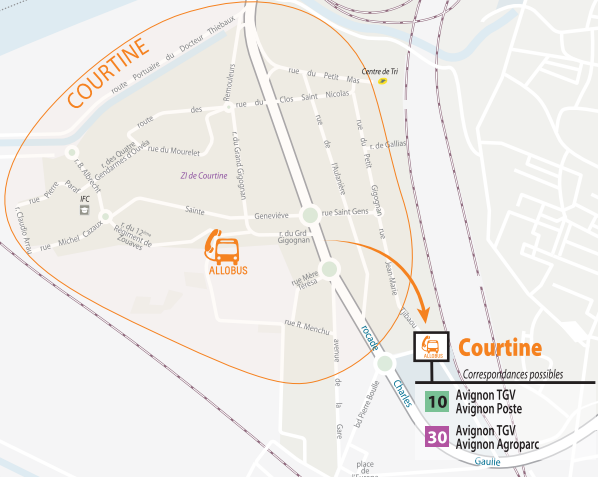 COURTINE
route Portuaire du Docteur Thiebaux
Remouleurs
rue du Petit Mas
Centre de Tri
rue du Clos Saint Nicolas
route des
r. des Quatre
Gendarmes d'Ouvéa
rue du Mourelet
r. B. Albrecht
r. du Grand Gigognan
rue de l'Aulanière
rue du Petit Gigognan
r. de Gallias
ZI de Courtine
rue Pierre Paraf
IFC
r. Claudio Array
rue Michel Cazaux
r. du 12ème
Régiment de
Zouaves
Sainte Geneviève
rue Saint Gens
r. du Grd
Gigognan
ALLOBUS
rue Mère
Térésa
rue Jean-Marie Tjibaou
rue R. Menchu
rocade Charles
avenue de la Gare
bd Pierre Boulle
ALLOBUS
Courtine
Correspondances possibles
10 Avignon TGV
Avignon Poste
30 Avignon TGV
Avignon Agroparc
Gaulle
place
de
l'Europe